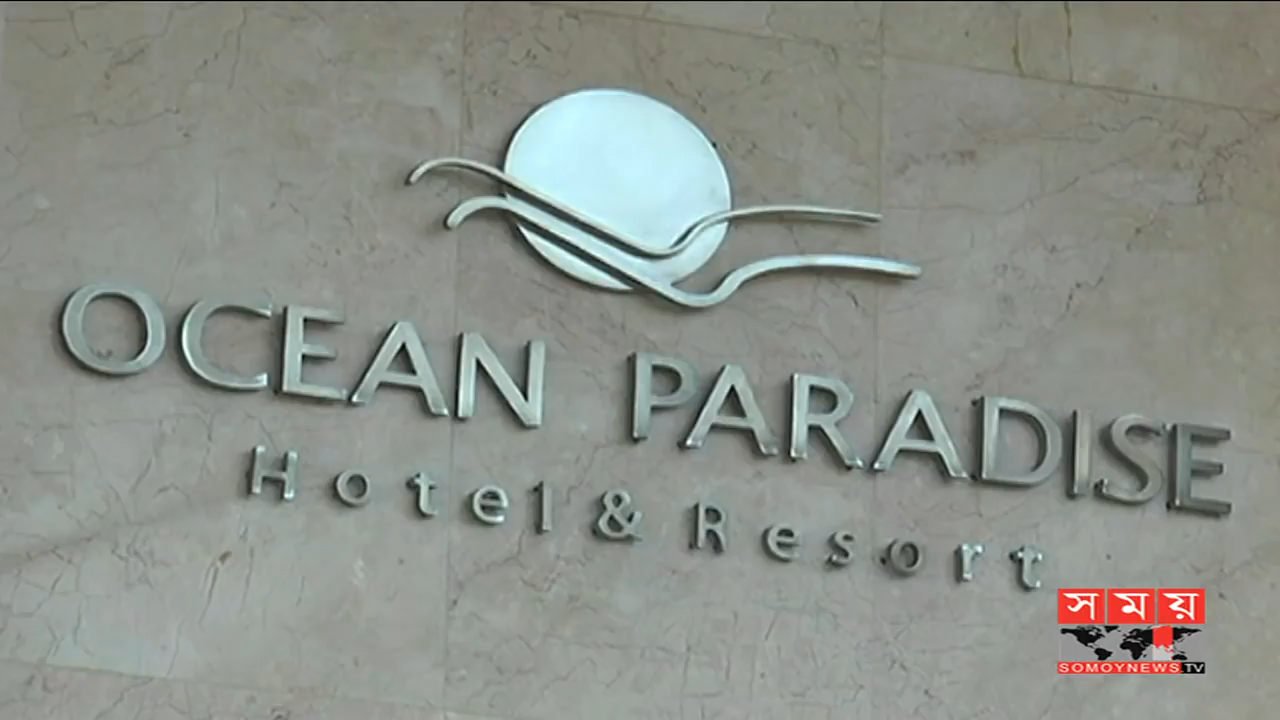 OCEAN PARADISE
Hotel & Resort
সময়
SOMOYNEWS.TV